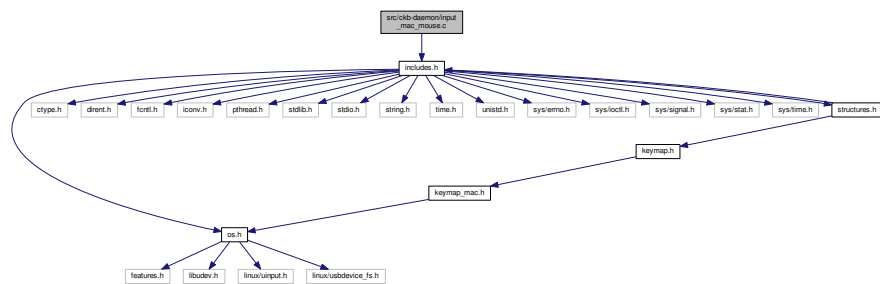 src/ckb-daemon/input
_mac_mouse.c
includes.h
ctype.h
dirent.h
fcntl.h
iconv.h
pthread.h
stdlib.h
stdio.h
string.h
time.h
unistd.h
sys/errno.h
sys/ioctl.h
sys/signal.h
sys/stat.h
sys/time.h
structures.h
keymap.h
keymap_mac.h
os.h
features.h
libudev.h
linux/uinput.h
linux/usbdevice_fs.h